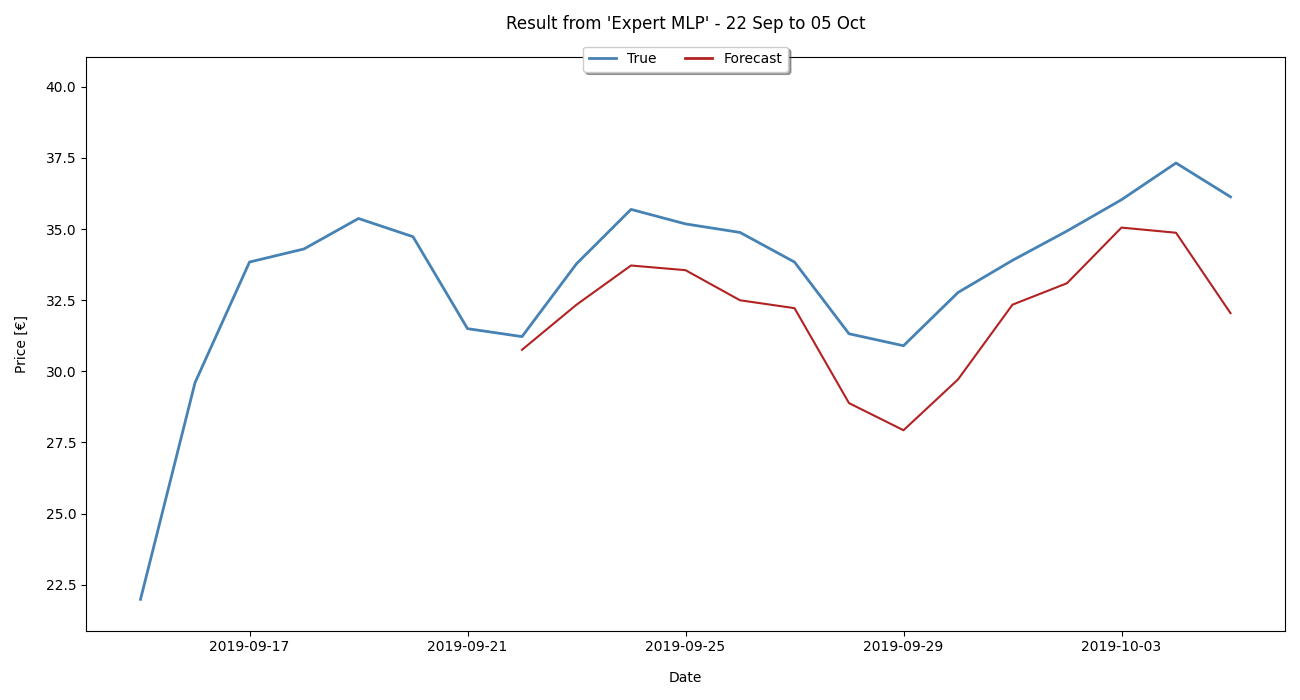 Result from 'Expert MLP' - 22 Sep to 05 Oct
True Forecast
40.0
37.5
35.0
32.5
30.0
27.5
25.0
22.5
Price [€]
2019-09-17 2019-09-21 2019-09-25 2019-09-29 2019-10-03
Date